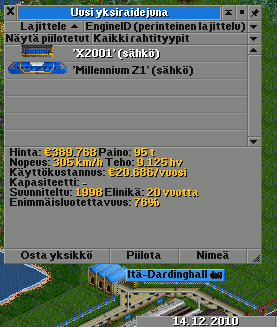 Uusi yksiraidejuna
Lajittele EngineID (perinteinen lajittelu)
Näytä piilotetut Kaikki rahtityypit
'X2001' (sähkö)
'Millennium Z1' (sähkö)
Hinta: €389 768 Paino: 95 t
Nopeus: 305 km/h Teho: 9 125 hv
Käyttökustannus: €20.686/vuosi
Kapasiteetti: -
Suunniteltu: 1998 Elinikä: 20 vuotta
Enimmäisluotettavuus: 76%
Osta yksikkö Piilota Nimeä
Itä-Dardinghall
14.12.2010